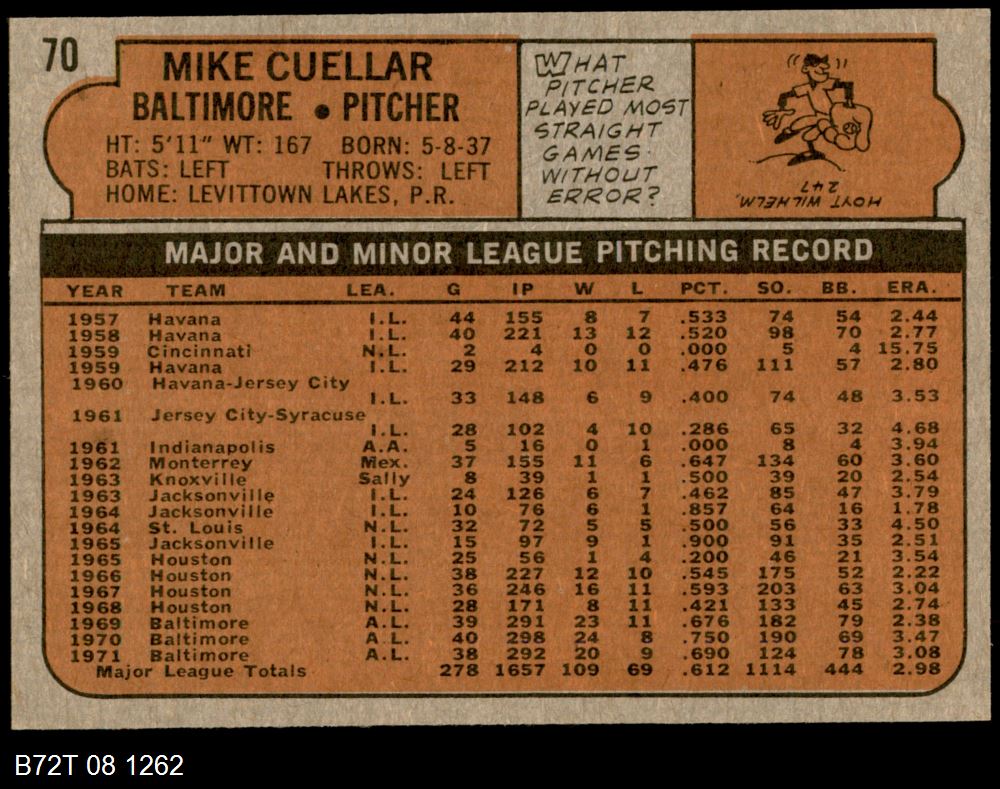 70
MIKE CUELLAR
BALTIMORE • PITCHER
HT: 5'11" WT: 167 BORN: 5-8-37
BATS: LEFT THROWS: LEFT
HOME: LEVITTOWN LAKES, P.R.
WHAT
PITCHER
PLAYED MOST
STRAIGHT
GAMES
WITHOUT
ERROR?
HOYT WILHELM,
247
MAJOR AND MINOR LEAGUE PITCHING RECORD
YEAR TEAM LEA. G IP W L PCT. SO. BB. ERA.
1957 Havana I.L. 44 155 8 7 .533 74 54 2.44
1958 Havana I.L. 40 221 13 12 .520 98 70 2.77
1959 Cincinnati N.L. 2 4 0 0 .000 5 4 15.75
1959 Havana I.L. 29 212 10 11 .476 111 57 2.80
1960 Havana-Jersey City
I.L. 33 148 6 9 .400 74 48 3.53
1961 Jersey City-Syracuse
I.L. 28 102 4 10 .286 65 32 4.68
1961 Indianapolis A.A. 5 16 0 1 .000 8 4 3.94
1962 Monterrey Mex. 37 155 11 6 .647 134 60 3.60
1963 Knoxville Sally 8 39 1 1 .500 39 20 2.54
1963 Jacksonville I.L. 24 126 6 7 .462 85 47 3.79
1964 Jacksonville I.L. 10 76 6 1 .857 64 16 1.78
1964 St. Louis N.L. 32 72 5 5 .500 56 33 4.50
1965 Jacksonville I.L. 15 97 9 1 .900 91 35 2.51
1965 Houston N.L. 25 56 1 4 .200 46 21 3.54
1966 Houston N.L. 38 227 12 10 .545 175 52 2.22
1967 Houston N.L. 36 246 16 11 .593 203 63 3.04
1968 Houston N.L. 28 171 8 11 .421 133 45 2.74
1969 Baltimore A.L. 39 291 23 11 .676 182 79 2.38
1970 Baltimore A.L. 40 298 24 8 .750 190 69 3.47
1971 Baltimore A.L. 38 292 20 9 .690 124 78 3.08
Major League Totals 278 1657 109 69 .612 1114 444 2.98
B72T 08 1262